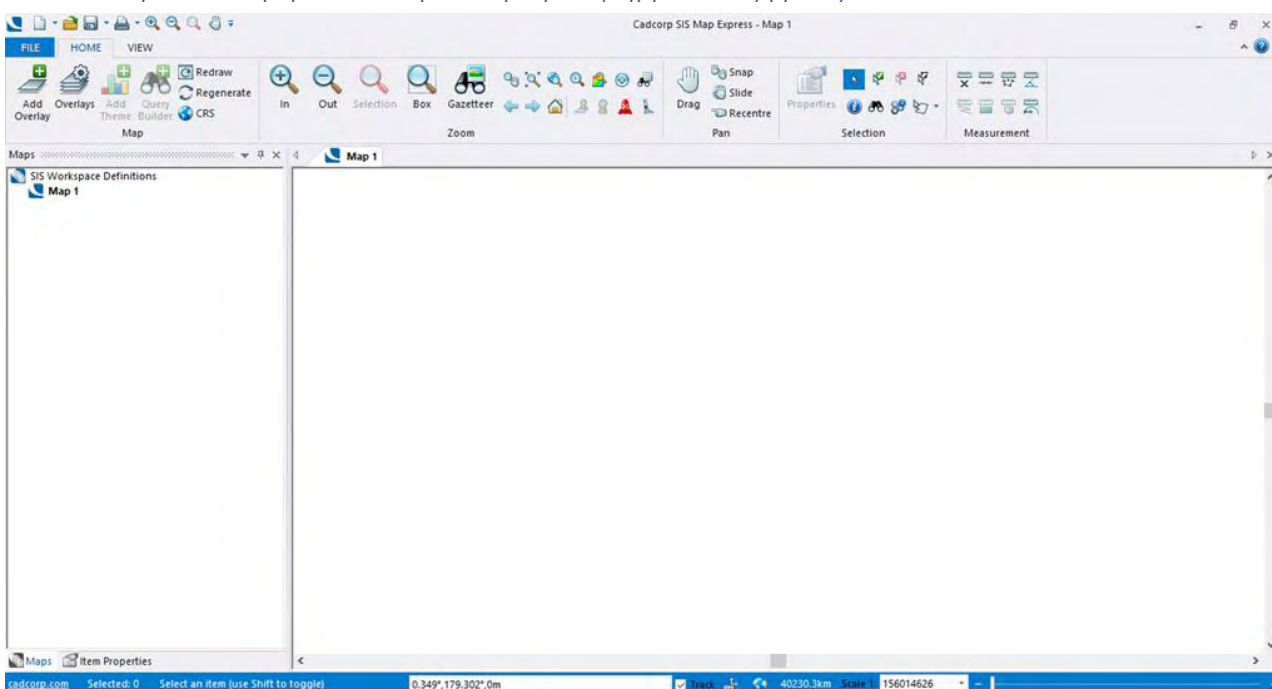 Cadcorp SIS Map Express - Map 1
FILE HOME VIEW
Add Overlay
Overlays
Add Theme
Query Builder
Redraw
Regenerate
CRS
Map
In
Out
Selection
Box
Gazetteer
Zoom
Drag
Snap
Slide
Recentre
Pan
Properties
Selection
Measurement
Maps
Map 1
SIS Workspace Definitions
Map 1
Maps Item Properties
cadcorp.com Selected: 0 Select an item (use Shift to toggle) 0.349°,179.302°,0m Track 40230.3km Scale 1: 156014626